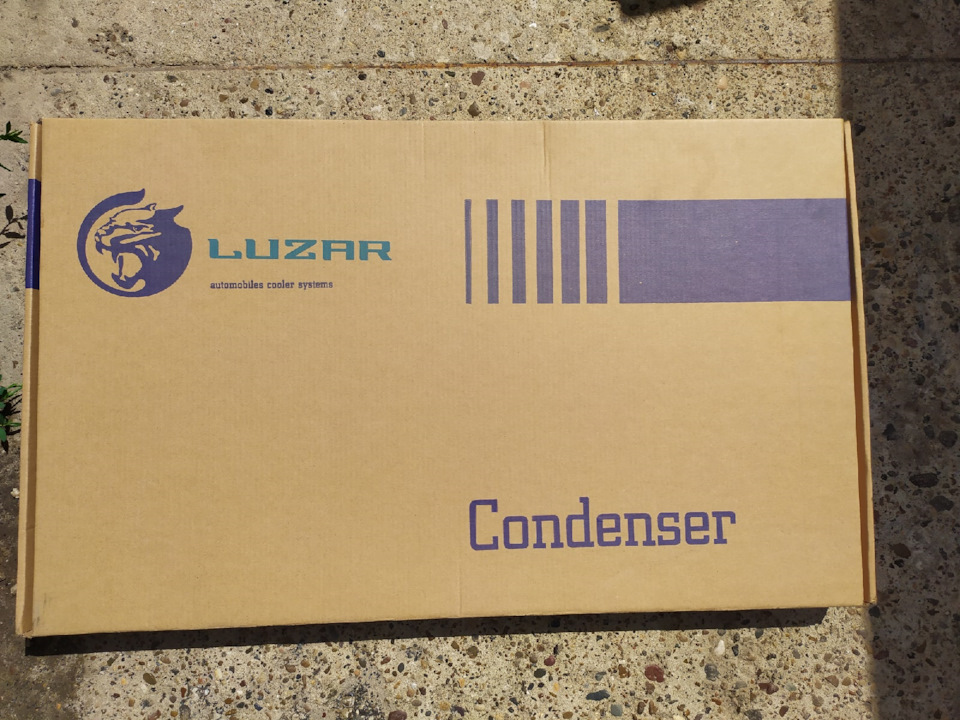 LUZAR
automobiles cooler systems
Condenser